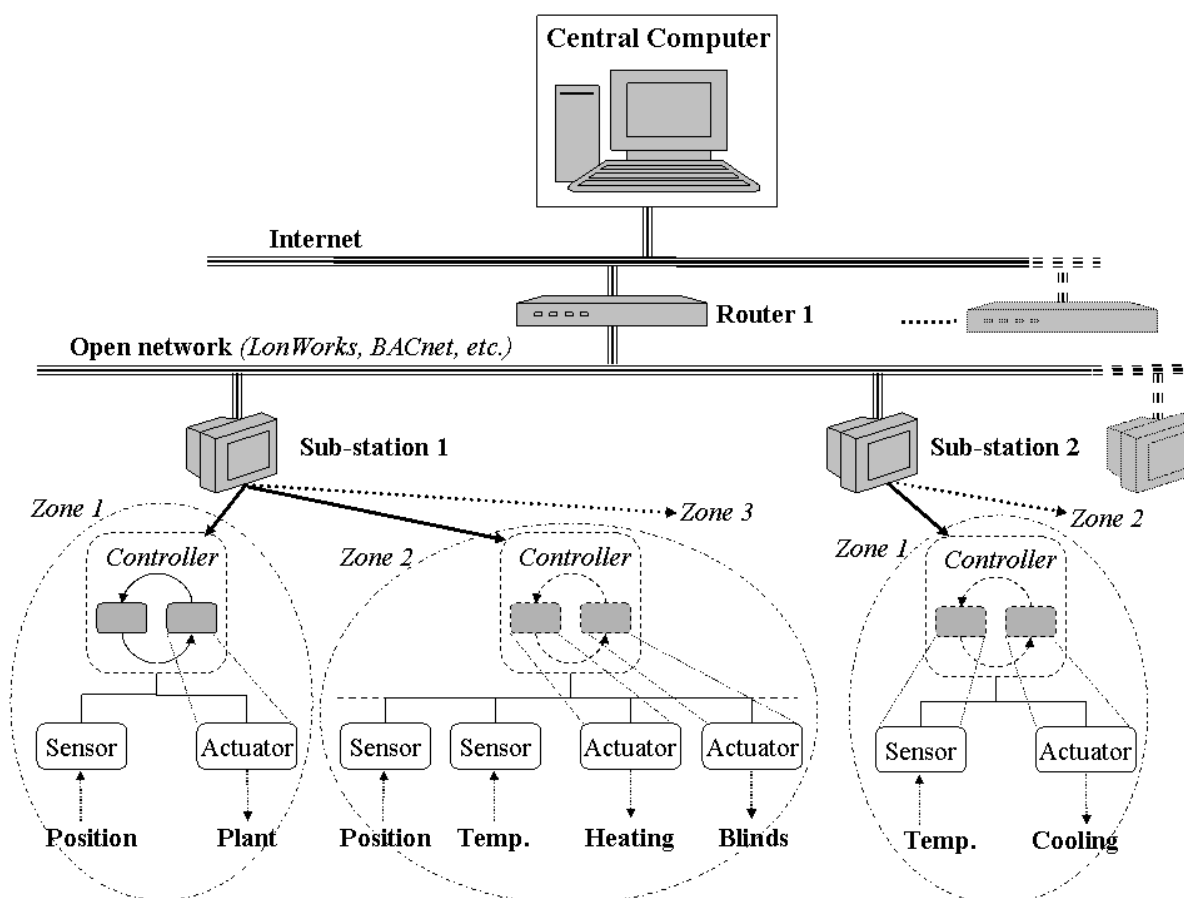 Central Computer
Internet
Router 1
Open network (LonWorks, BACnet, etc.)
Sub-station 1
Sub-station 2
Zone 1
Zone 3
Zone 2
Controller
Zone 2
Controller
Zone 1
Controller
Sensor
Actuator
Sensor
Sensor
Actuator
Actuator
Sensor
Actuator
Position
Plant
Position
Temp.
Heating
Blinds
Temp.
Cooling